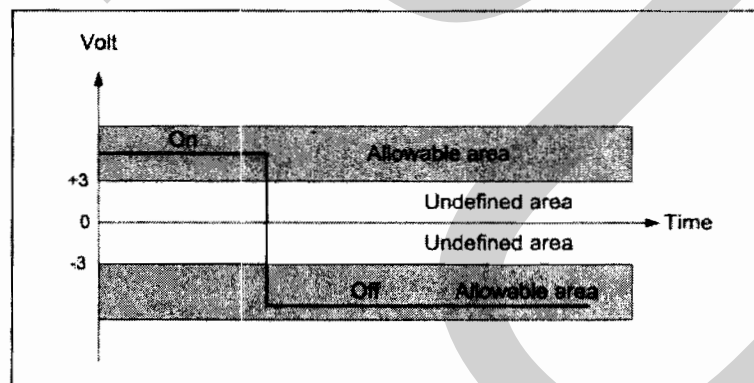 Volt
On
Allowable area
+3
Undefined area
0
Time
Undefined area
-3
Off
Allowable area